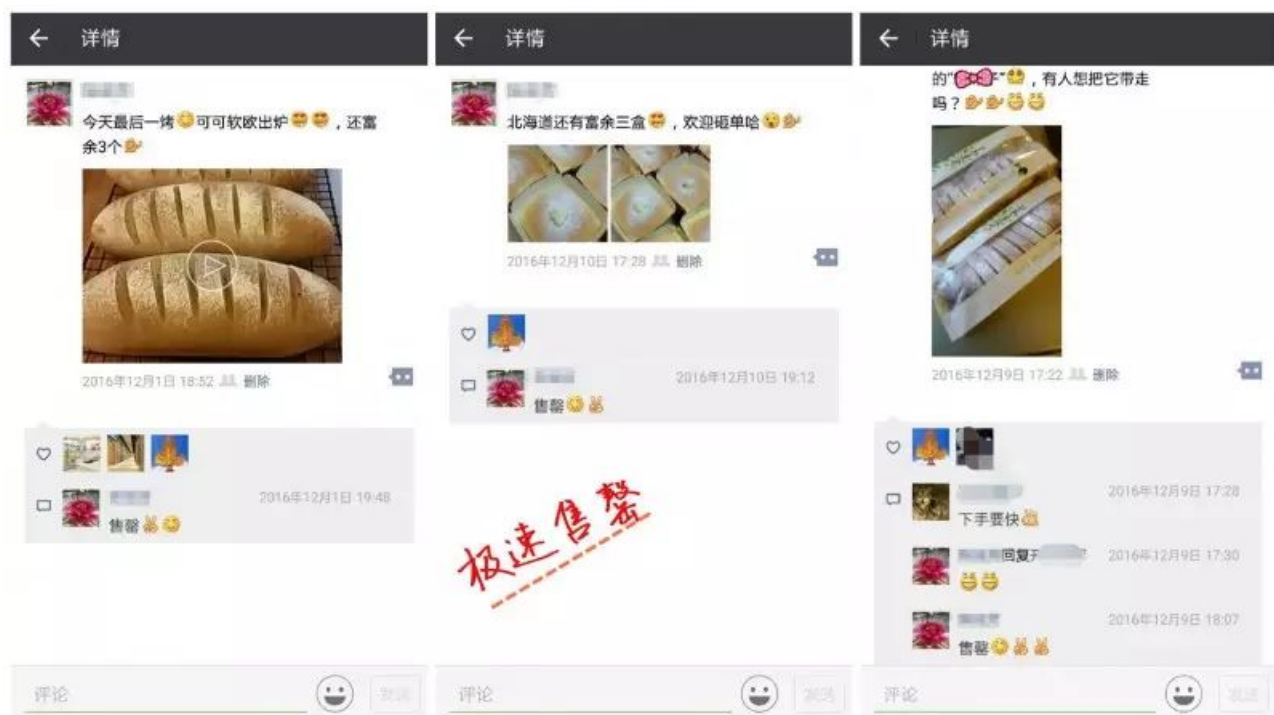 详情
今天最后一烤可可软欧出炉，还富
余3个
2016年12月1日 18:52 删除
2016年12月1日 19:48
售罄
评论
发送
详情
北海道还有富余三盒，欢迎砸单哈
2016年12月10日 17:28 删除
2016年12月10日 19:12
售罄
极速售罄
评论
发送
详情
的“子”，有人想把它带走
吗？
2016年12月9日 17:22 删除
2016年12月9日 17:28
下手要快
回复
2016年12月9日 17:30
2016年12月9日 18:07
售罄
评论
发送